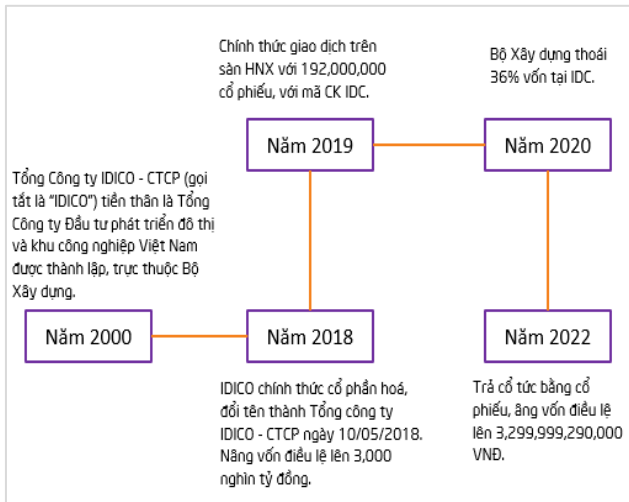 Tổng Công ty IDICO - CTCP (gọi
tắt là “IDICO”) tiền thân là Tổng
Công ty Đầu tư phát triển đô thị
và khu công nghiệp Việt Nam
được thành lập, trực thuộc Bộ
Xây dựng.
Năm 2000
Năm 2018
IDICO chính thức cổ phần hoá,
đổi tên thành Tổng công ty
IDICO - CTCP ngày 10/05/2018.
Nâng vốn điều lệ lên 3,000
nghìn tỷ đồng.
Chính thức giao dịch trên
sàn HNX với 192,000,000
cổ phiếu, với mã CK IDC.
Năm 2019
Bộ Xây dựng thoái
36% vốn tại IDC.
Năm 2020
Năm 2022
Trả cổ tức bằng cổ
phiếu, âng vốn điều lệ
lên 3,299,999,290,000
VNĐ.